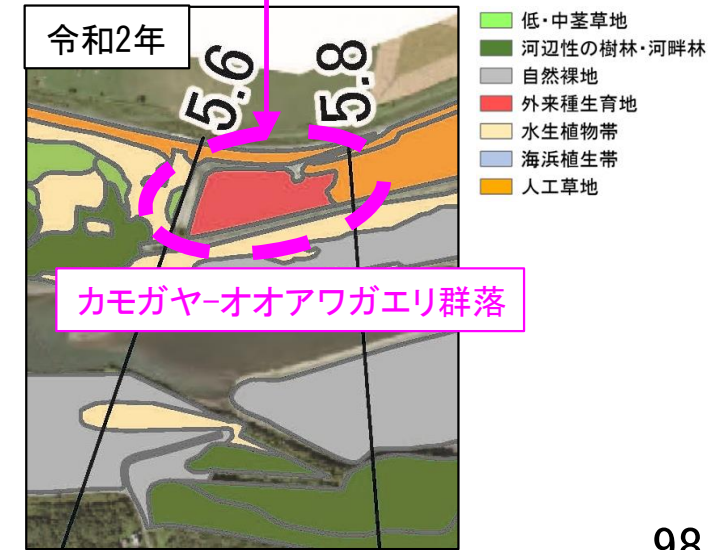 令和2年
5.6
5.8
カモガヤ−オオアワガエリ群落
低・中茎草地
河辺性の樹林・河畔林
自然裸地
外来種生育地
水生植物帯
海浜植生帯
人工草地
98